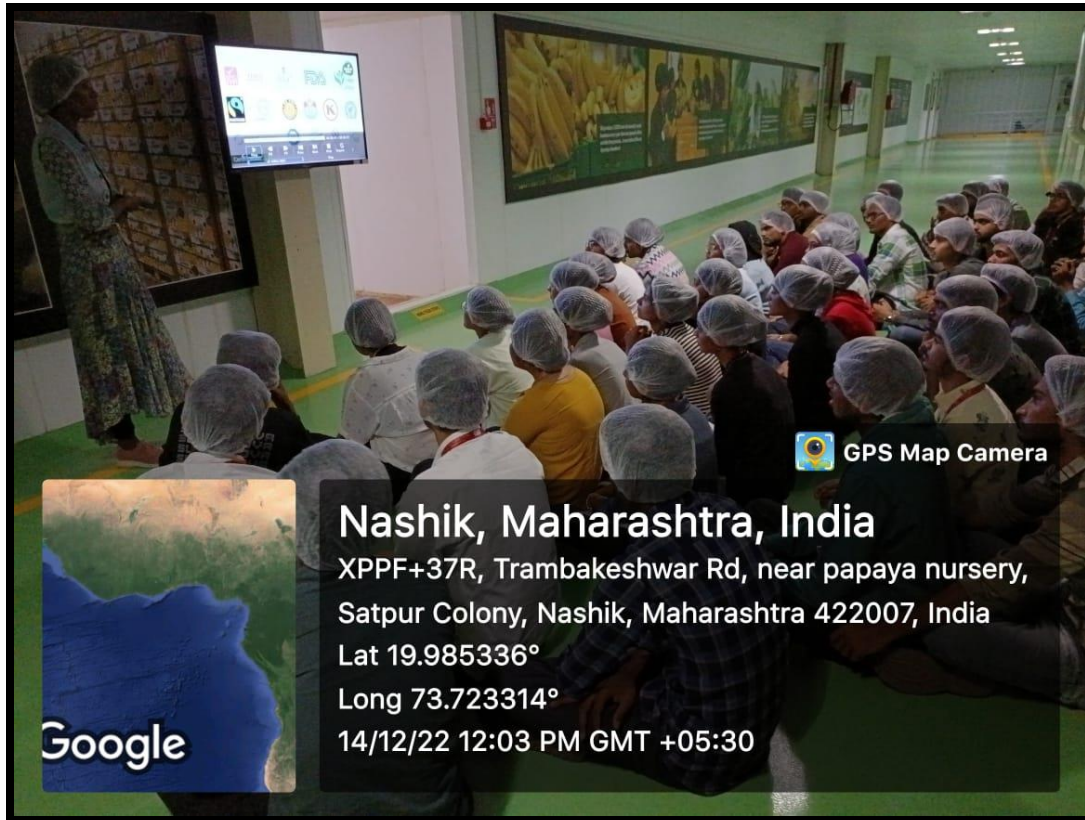 FDA
K
GPS Map Camera
Nashik, Maharashtra, India
XPPF+37R, Trambakeshwar Rd, near papaya nursery,
Satpur Colony, Nashik, Maharashtra 422007, India
Lat 19.985336°
Long 73.723314°
14/12/22 12:03 PM GMT +05:30
Google